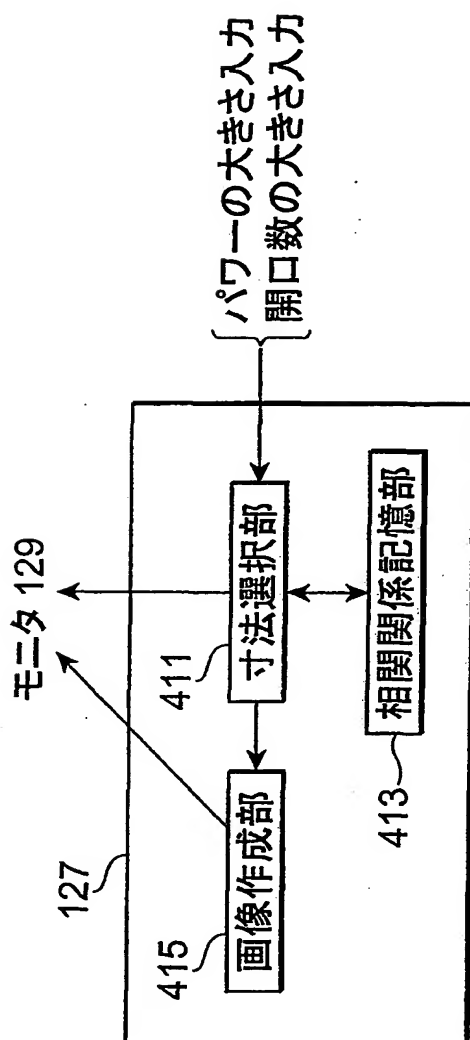 モニタ 129
127
415
画像作成部
411
寸法選択部
413
相関関係記憶部
パワーの大きさ入力
開口数の大きさ入力